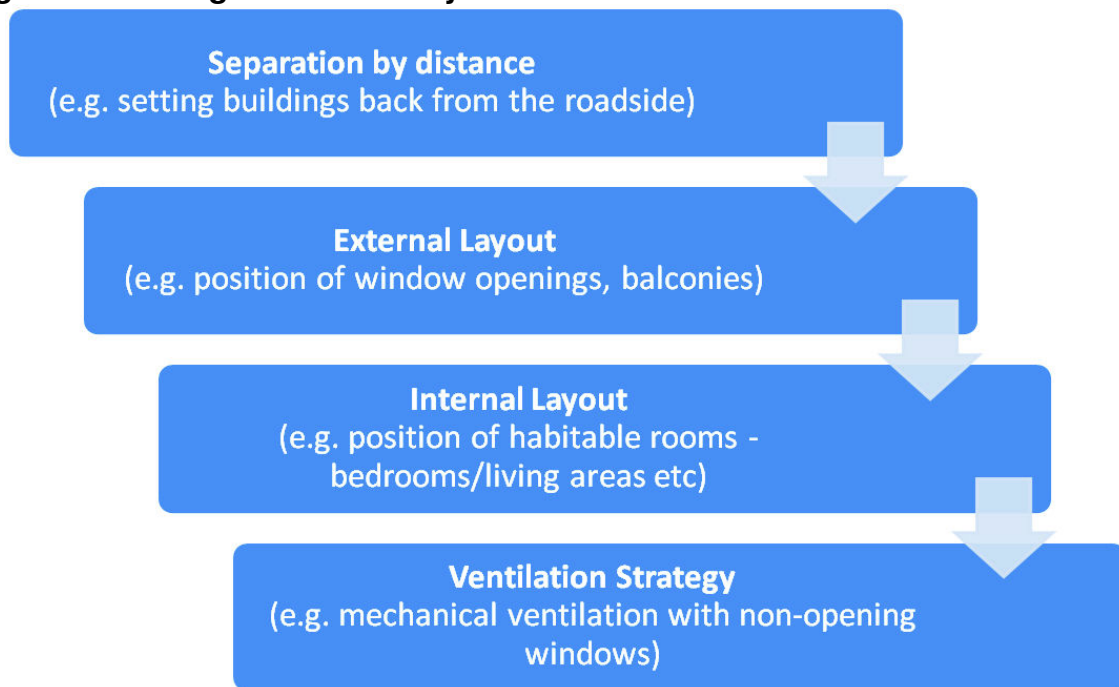 Separation by distance
(e.g. setting buildings back from the roadside)
External Layout
(e.g. position of window openings, balconies)
Internal Layout
(e.g. position of habitable rooms -
bedrooms/living areas etc)
Ventilation Strategy
(e.g. mechanical ventilation with non-opening
windows)